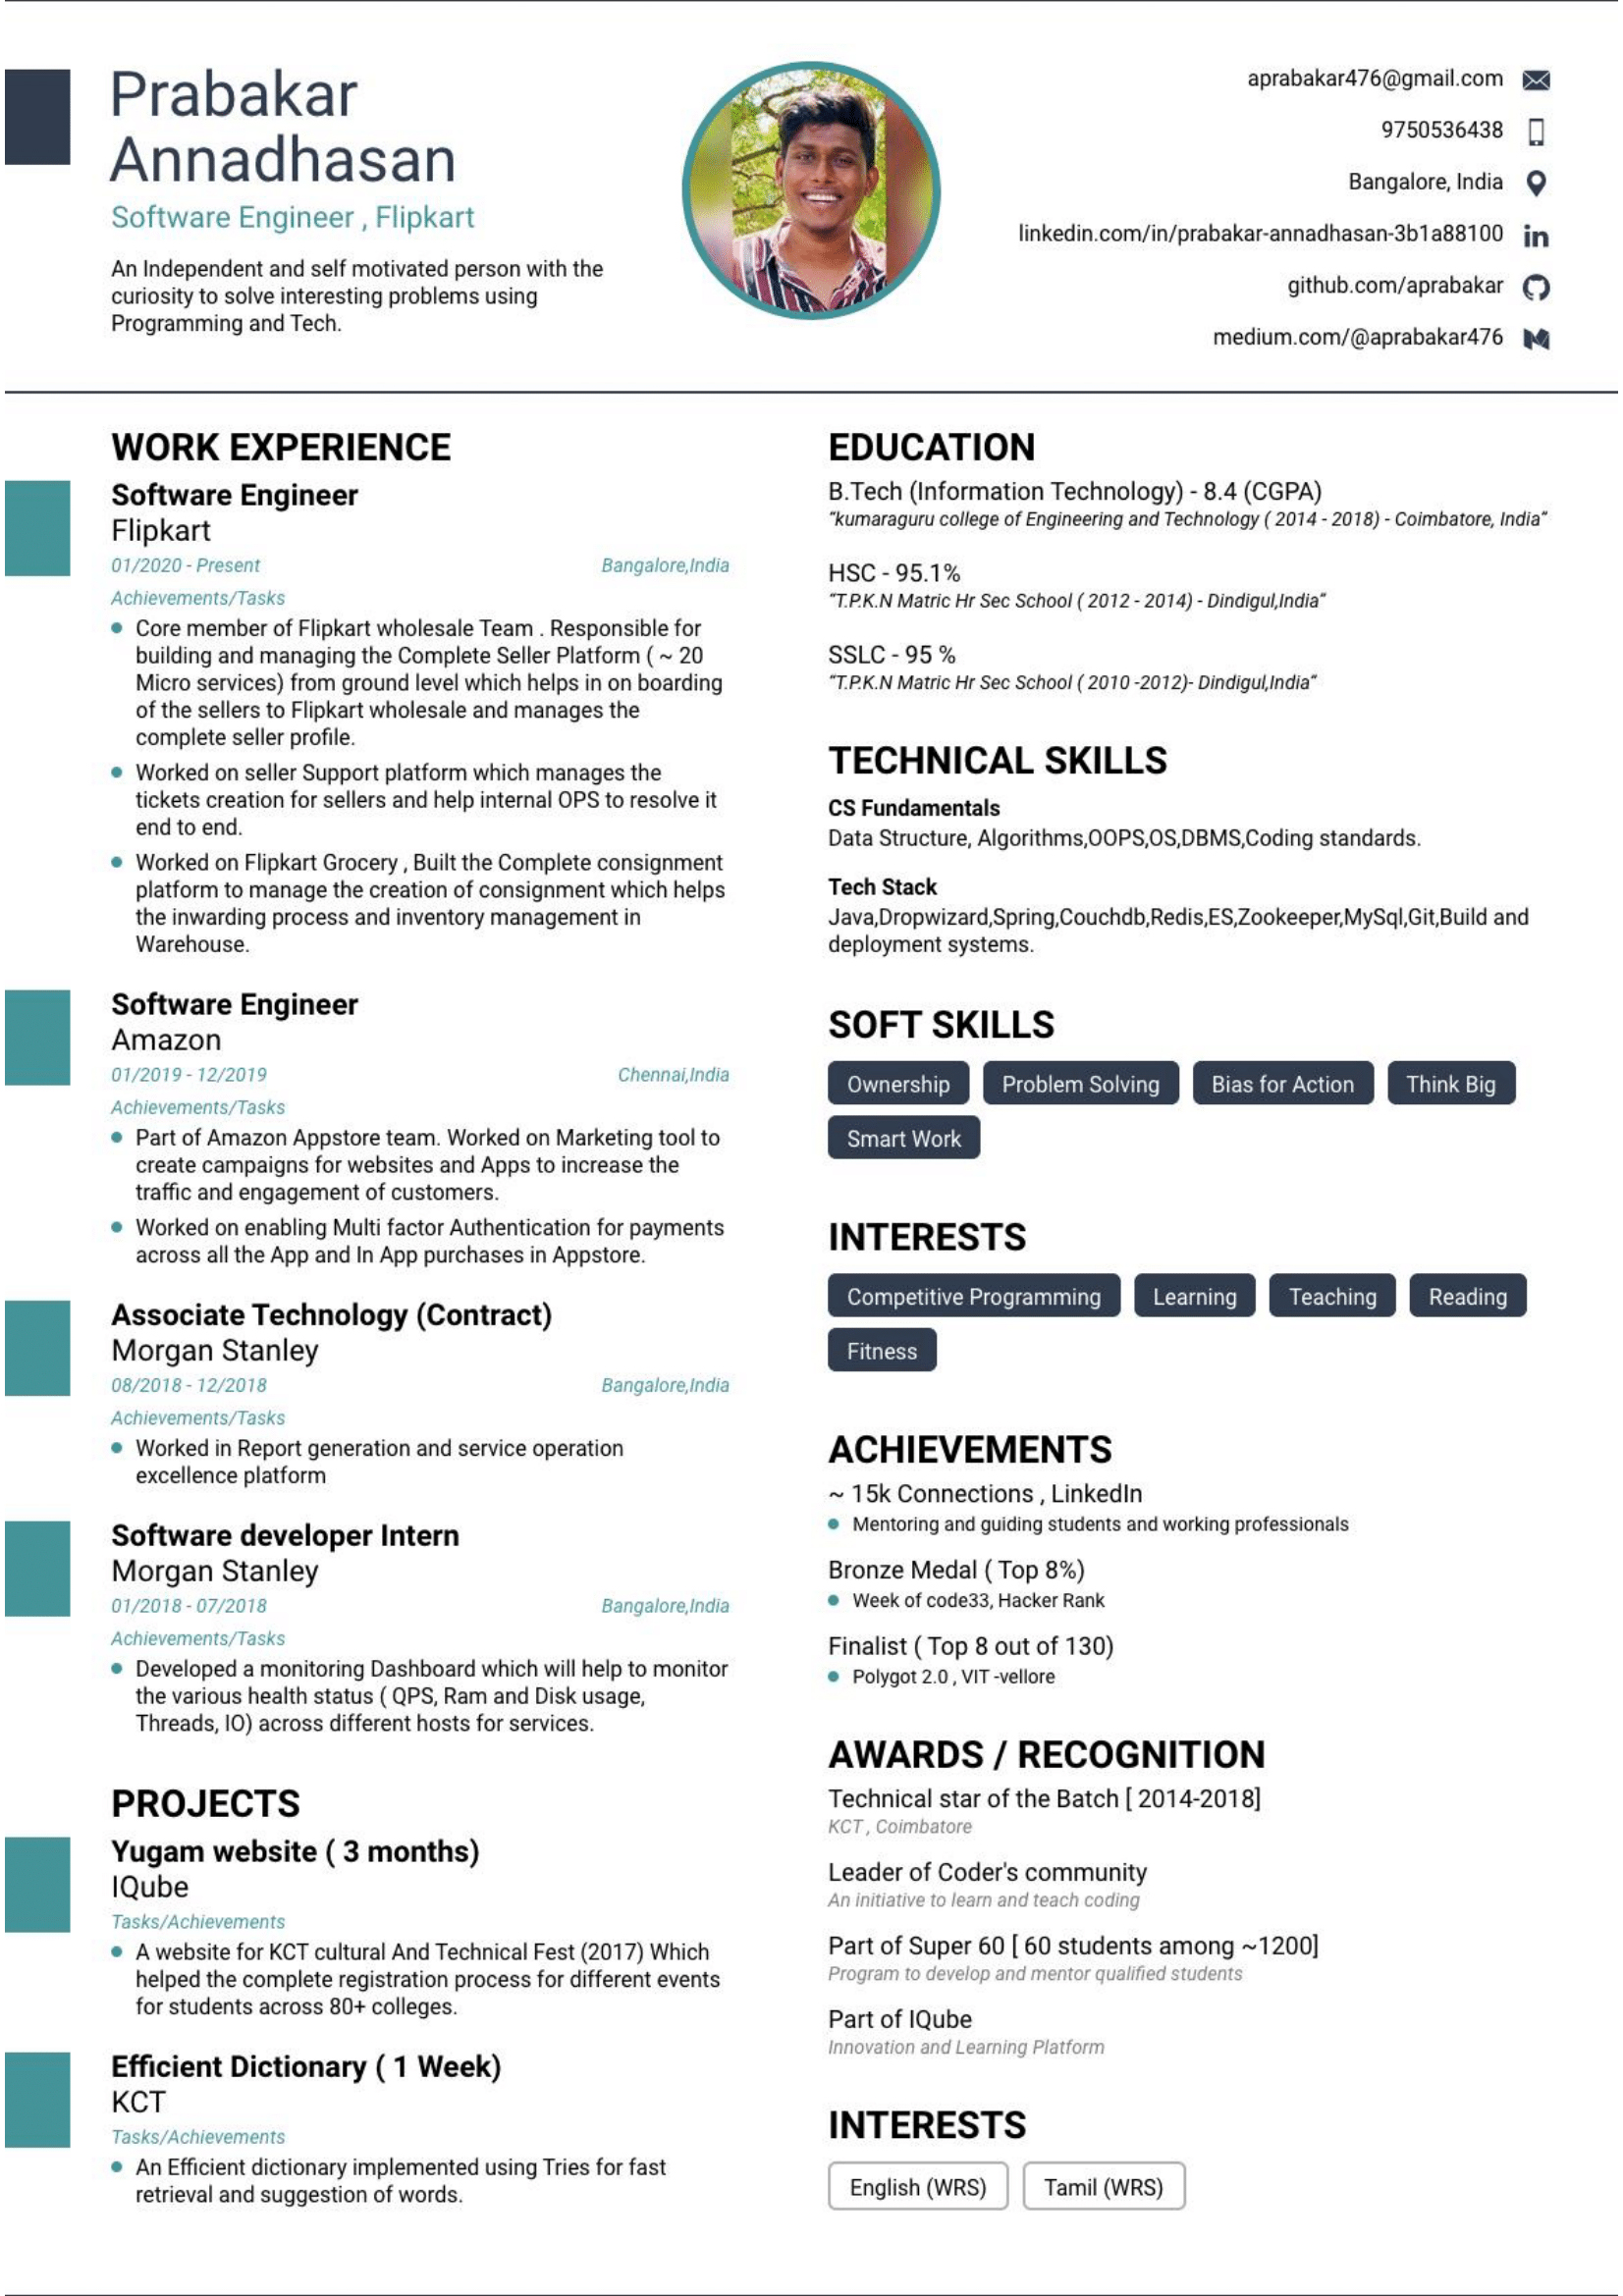 Prabakar
Annadhasan
Software Engineer , Flipkart
An Independent and self motivated person with the
curiosity to solve interesting problems using
Programming and Tech.
aprabakar476@gmail.com
9750536438
Bangalore, India
linkedin.com/in/prabakar-annadhasan-3b1a88100
github.com/aprabakar
medium.com/@aprabakar476
WORK EXPERIENCE
Software Engineer
Flipkart
01/2020 - Present
Bangalore,India
Achievements/Tasks
Core member of Flipkart wholesale Team . Responsible for
building and managing the Complete Seller Platform ( ~ 20
Micro services) from ground level which helps in on boarding
of the sellers to Flipkart wholesale and manages the
complete seller profile.
Worked on seller Support platform which manages the
tickets creation for sellers and help internal OPS to resolve it
end to end.
Worked on Flipkart Grocery , Built the Complete consignment
platform to manage the creation of consignment which helps
the inwarding process and inventory management in
Warehouse.
Software Engineer
Amazon
01/2019 - 12/2019
Chennai,India
Achievements/Tasks
Part of Amazon Appstore team. Worked on Marketing tool to
create campaigns for websites and Apps to increase the
traffic and engagement of customers.
Worked on enabling Multi factor Authentication for payments
across all the App and In App purchases in Appstore.
Associate Technology (Contract)
Morgan Stanley
08/2018 - 12/2018
Bangalore,India
Achievements/Tasks
Worked in Report generation and service operation
excellence platform
Software developer Intern
Morgan Stanley
01/2018 - 07/2018
Bangalore,India
Achievements/Tasks
Developed a monitoring Dashboard which will help to monitor
the various health status ( QPS, Ram and Disk usage,
Threads, IO) across different hosts for services.
PROJECTS
Yugam website ( 3 months)
IQube
Tasks/Achievements
A website for KCT cultural And Technical Fest (2017) Which
helped the complete registration process for different events
for students across 80+ colleges.
Efficient Dictionary ( 1 Week)
KCT
Tasks/Achievements
An Efficient dictionary implemented using Tries for fast
retrieval and suggestion of words.
EDUCATION
B.Tech (Information Technology) - 8.4 (CGPA)
“kumaraguru college of Engineering and Technology ( 2014 - 2018) - Coimbatore, India“
HSC - 95.1%
“T.P.K.N Matric Hr Sec School ( 2012 - 2014) - Dindigul,India“
SSLC - 95 %
“T.P.K.N Matric Hr Sec School ( 2010 -2012)- Dindigul,India“
TECHNICAL SKILLS
CS Fundamentals
Data Structure, Algorithms,OOPS,OS,DBMS,Coding standards.
Tech Stack
Java,Dropwizard,Spring,Couchdb,Redis,ES,Zookeeper,MySql,Git,Build and
deployment systems.
SOFT SKILLS
Ownership Problem Solving Bias for Action Think Big
Smart Work
INTERESTS
Competitive Programming Learning Teaching Reading
Fitness
ACHIEVEMENTS
~ 15k Connections , LinkedIn
Mentoring and guiding students and working professionals
Bronze Medal ( Top 8%)
Week of code33, Hacker Rank
Finalist ( Top 8 out of 130)
Polygot 2.0 , VIT -vellore
AWARDS / RECOGNITION
Technical star of the Batch [ 2014-2018]
KCT , Coimbatore
Leader of Coder's community
An initiative to learn and teach coding
Part of Super 60 [ 60 students among ~1200]
Program to develop and mentor qualified students
Part of IQube
Innovation and Learning Platform
INTERESTS
English (WRS) Tamil (WRS)